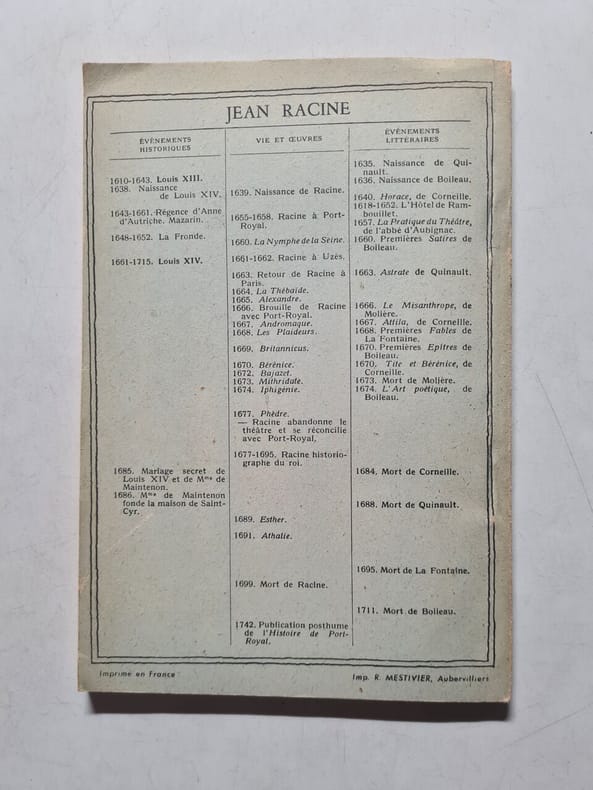 JEAN RACINE
ÉVÉNEMENTS
HISTORIQUES
1610-1643. Louis XIII.
1638. Naissance
de Louis XIV.
1643-1661. Régence d'Anne
d'Autriche. Mazarin.
1648-1652. La Fronde.
1661-1715. Louis XIV.
1685. Mariage secret de
Louis XIV et de Mme de
Maintenon.
1686. Mme de Maintenon
fonde la maison de Saint-
Cyr.
VIE ET ŒUVRES
1639. Naissance de Racine.
1655-1658. Racine à Port-
Royal.
1660. La Nymphe de la Seine.
1661-1662. Racine à Uzès.
1663. Retour de Racine à
Paris.
1664. La Thébaïde.
1665. Alexandre.
1666. Brouille de Racine
avec Port-Royal.
1667. Andromaque.
1668. Les Plaideurs.
1669. Britannicus.
1670. Bérénice.
1672. Bajazet.
1673. Mithridate.
1674. Iphigénie.
1677. Phèdre.
— Racine abandonne le
théâtre et se réconcilie
avec Port-Royal.
1677-1695. Racine historio-
graphe du roi.
1689. Esther.
1691. Athalie.
1699. Mort de Racine.
1742. Publication posthume
de l'Histoire de Port-
Royal.
ÉVÉNEMENTS
LITTÉRAIRES
1635. Naissance de Qui-
nault.
1636. Naissance de Boileau.
1640. Horace, de Corneille.
1618-1652. L'Hôtel de Ram-
bouillet.
1657. La Pratique du Théâtre,
de l'abbé d'Aubignac.
1660. Premières Satires de
Boileau.
1663. Astrate de Quinault.
1666. Le Misanthrope, de
Molière.
1667. Attila, de Corneille.
1668. Premières Fables de
La Fontaine.
1670. Premières Epîtres de
Boileau.
1670. Tite et Bérénice, de
Corneille.
1673. Mort de Molière.
1674. L'Art poétique, de
Boileau.
1684. Mort de Corneille.
1688. Mort de Quinault.
1695. Mort de La Fontaine.
1711. Mort de Boileau.
Imprimé en France
Imp. R. MESTIVIER, Aubervilliers